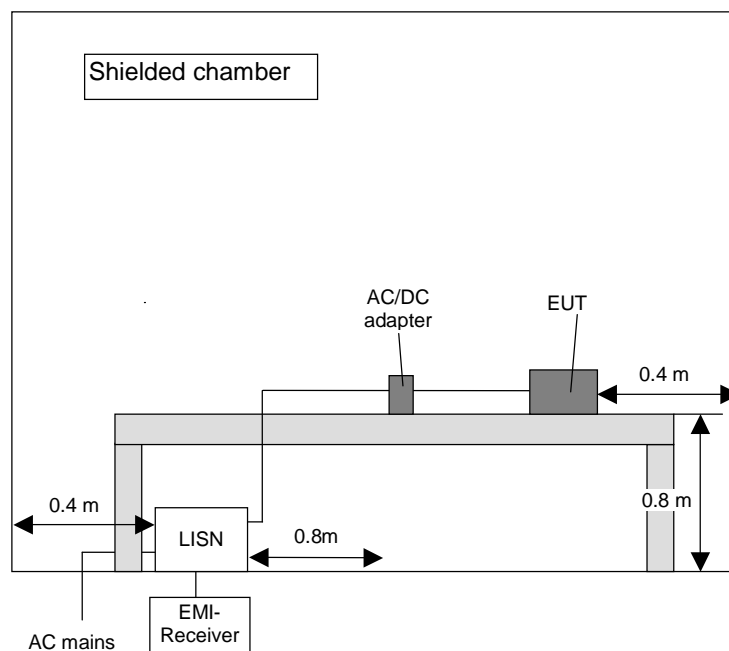 Shielded chamber
AC/DC
adapter
EUT
0.4 m
0.4 m
0.8 m
LISN
0.8m
AC mains
EMI-
Receiver